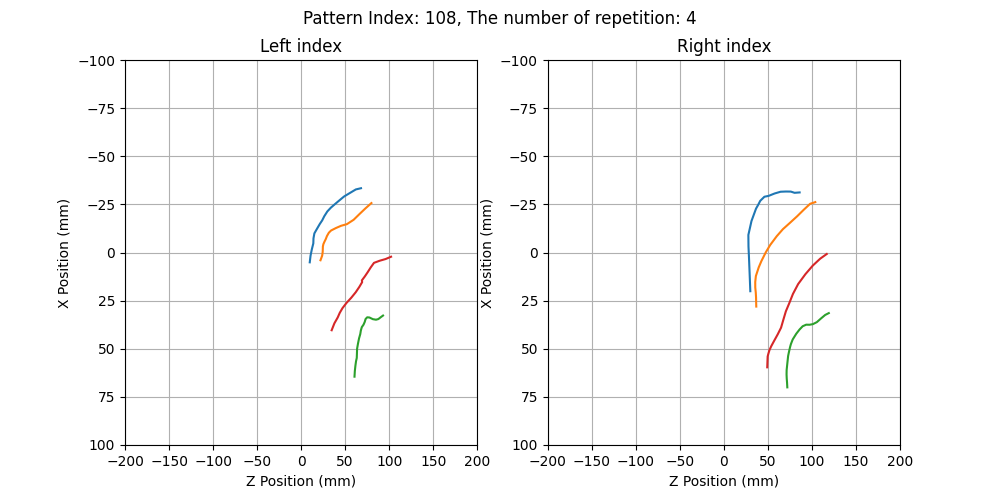 Pattern Index: 108, The number of repetition: 4
Left index
Right index
−100
−75
−50
−25
0
25
50
75
100
X Position (mm)
−200 −150 −100 −50 0 50 100 150 200
Z Position (mm)
−100
−75
−50
−25
0
25
50
75
100
X Position (mm)
−200 −150 −100 −50 0 50 100 150 200
Z Position (mm)